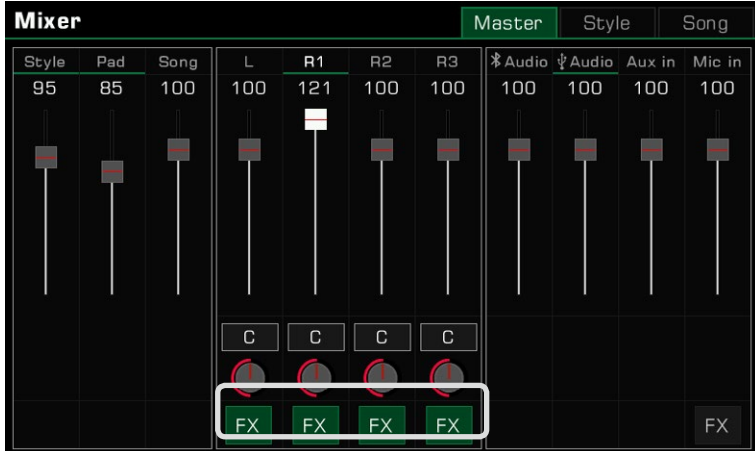 Mixer Master Style Song
Style Pad Song L R1 R2 R3 Audio Audio Aux in Mic in
95 85 100 100 121 100 100 100 100 100 100
C C C C
FX FX FX FX FX